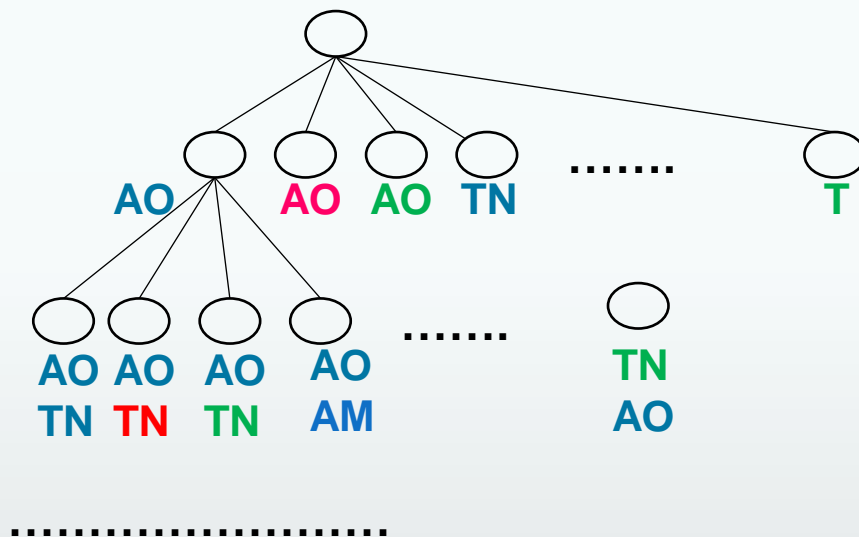 .......
AO AO AO TN T
.......
AO AO AO AO TN
TN TN TN AM AO
........................